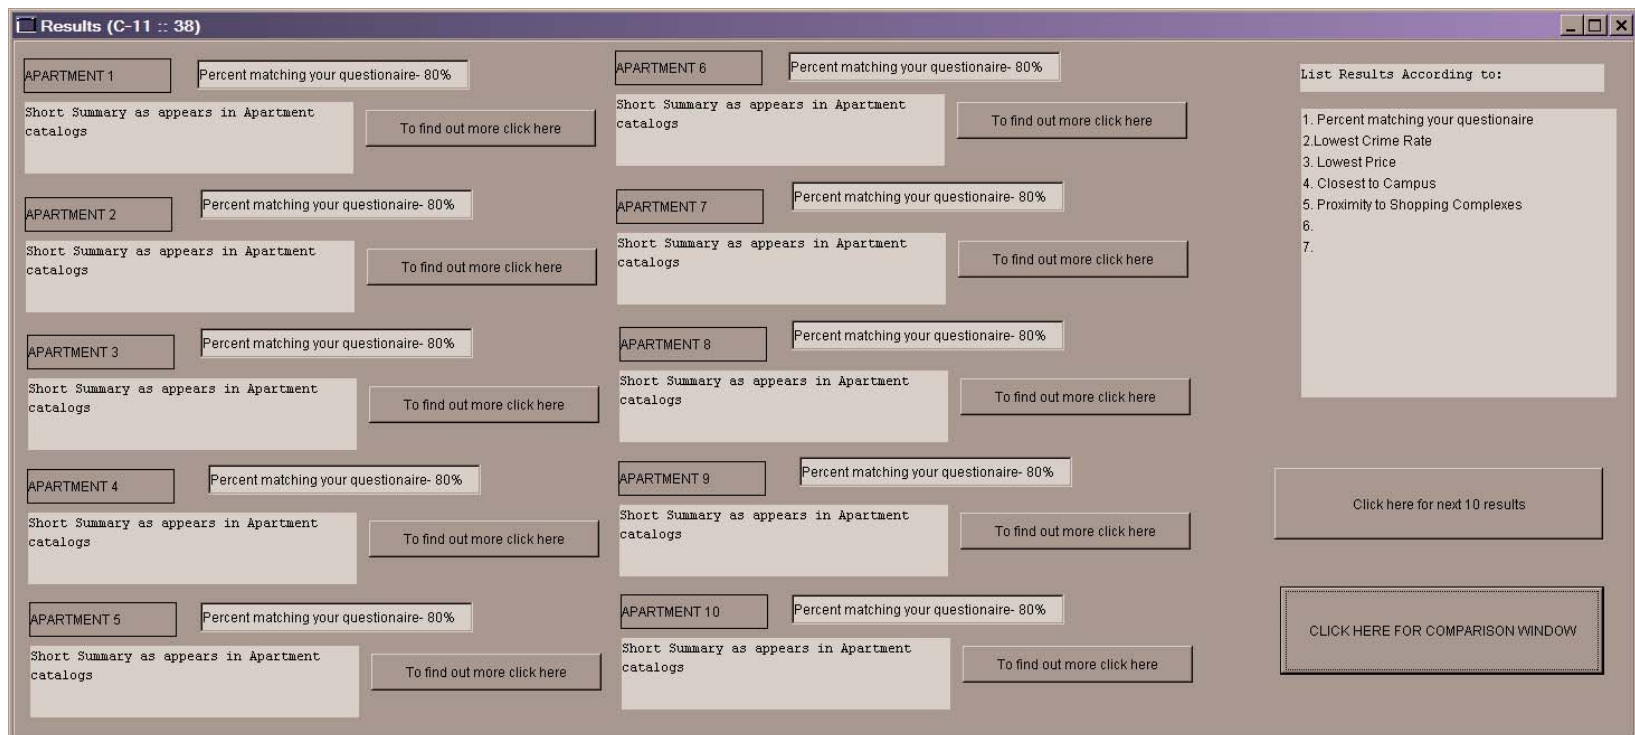 Results (C-11 :: 38)
APARTMENT 1
Percent matching your questionaire- 80%
Short Summary as appears in Apartment
catalogs
To find out more click here
APARTMENT 2
Percent matching your questionaire- 80%
Short Summary as appears in Apartment
catalogs
To find out more click here
APARTMENT 3
Percent matching your questionaire- 80%
Short Summary as appears in Apartment
catalogs
To find out more click here
APARTMENT 4
Percent matching your questionaire- 80%
Short Summary as appears in Apartment
catalogs
To find out more click here
APARTMENT 5
Percent matching your questionaire- 80%
Short Summary as appears in Apartment
catalogs
To find out more click here
APARTMENT 6
Percent matching your questionaire- 80%
Short Summary as appears in Apartment
catalogs
To find out more click here
APARTMENT 7
Percent matching your questionaire- 80%
Short Summary as appears in Apartment
catalogs
To find out more click here
APARTMENT 8
Percent matching your questionaire- 80%
Short Summary as appears in Apartment
catalogs
To find out more click here
APARTMENT 9
Percent matching your questionaire- 80%
Short Summary as appears in Apartment
catalogs
To find out more click here
APARTMENT 10
Percent matching your questionaire- 80%
Short Summary as appears in Apartment
catalogs
To find out more click here
List Results According to:
1. Percent matching your questionaire
2.Lowest Crime Rate
3. Lowest Price
4. Closest to Campus
5. Proximity to Shopping Complexes
6.
7.
Click here for next 10 results
CLICK HERE FOR COMPARISON WINDOW